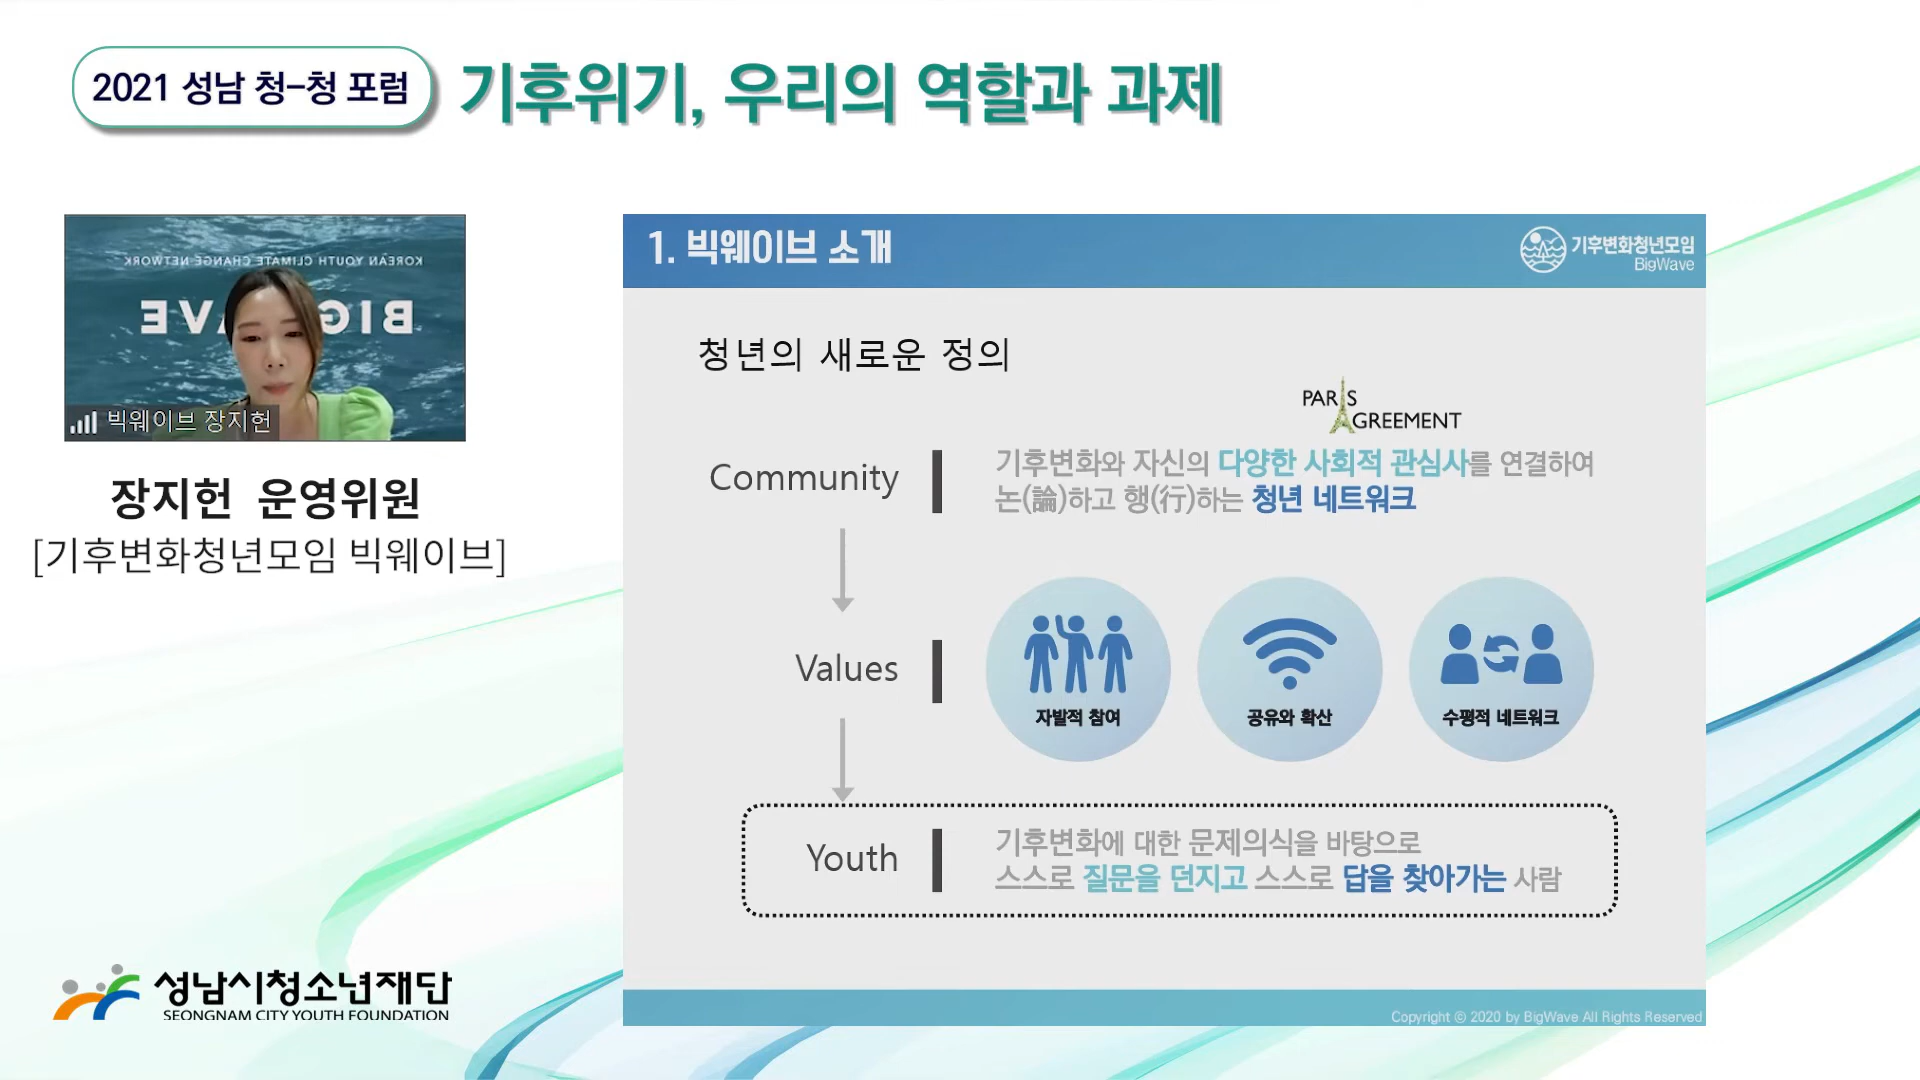 2021 성남 청-청 포럼
기후위기, 우리의 역할과 과제
KOREAN YOUTH CLIMATE CHANGE NETWORK
빅웨이브 장지헌
장지헌 운영위원
[기후변화청년모임 빅웨이브]
성남시청소년재단
SEONGNAM CITY YOUTH FOUNDATION
1. 빅웨이브 소개
기후변화청년모임
BigWave
청년의 새로운 정의
PARIS
AGREEMENT
Community
기후변화와 자신의 다양한 사회적 관심사를 연결하여
논(論)하고 행(行)하는 청년 네트워크
Values
자발적 참여
공유와 확산
수평적 네트워크
Youth
기후변화에 대한 문제의식을 바탕으로
스스로 질문을 던지고 스스로 답을 찾아가는 사람
Copyright © 2020 by BigWave All Rights Reserved